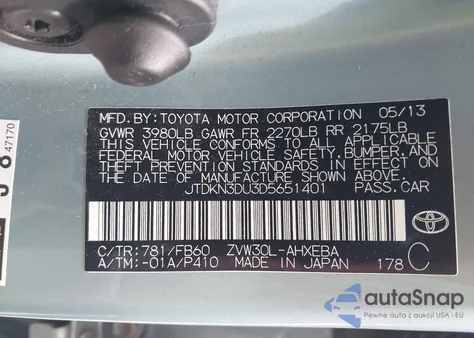 MFD. BY: TOYOTA MOTOR CORPORATION 05/13
GVWR 3980LB GAWR FR 2270LB RR 2175LB
THIS VEHICLE CONFORMS TO ALL APPLICABLE
FEDERAL MOTOR VEHICLE SAFETY, BUMPER, AND
THEFT PREVENTION STANDARDS IN EFFECT ON THE
DATE OF MANUFACTURE SHOWN ABOVE.
JTDKN3DU3D5651401 PASS. CAR
C/TR: 781/FB60 ZVW30L-AHXEBA
A/TM: -01A/P410 MADE IN JAPAN 178 C
TOYOTA
47170
autoSnap
Pewne auta z aukcji USA i EU